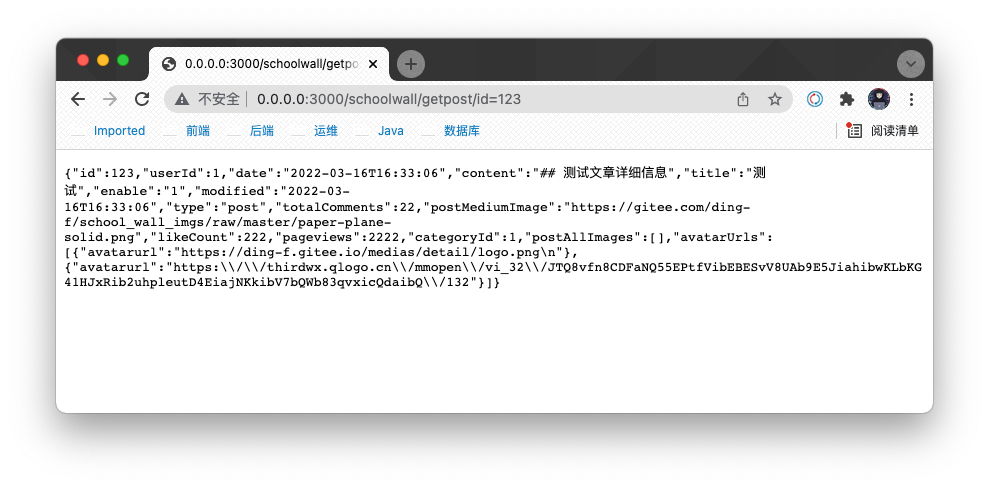 0.0.0.0:3000/schoolwall/getpo
不安全 0.0.0.0:3000/schoolwall/getpost/id=123
Imported 前端 后端 运维 Java 数据库 阅读清单
{"id":123,"userId":1,"date":"2022-03-16T16:33:06","content":"## 测试文章详细信息","title":"测
试","enable":"1","modified":"2022-03-
16T16:33:06","type":"post","totalComments":22,"postMediumImage":"https://gitee.com/ding-
f/school_wall_imgs/raw/master/paper-plane-
solid.png","likeCount":222,"pageviews":2222,"categoryId":1,"postAllImages":[],"avatarUrls":
[{"avatarurl":"https://ding-f.gitee.io/medias/detail/logo.png\n"},
{"avatarurl":"https:\\/\\/thirdwx.qlogo.cn\\/mmopen\\/vi_32\\/JTQ8vfn8CDFaNQ55EPtfVibEBESvV8UAb9E5JiahibwKLbKG
41HJxRib2uhpleutD4EiajNKkibV7bQWb83qvxicQdaibQ\\/132"}]}